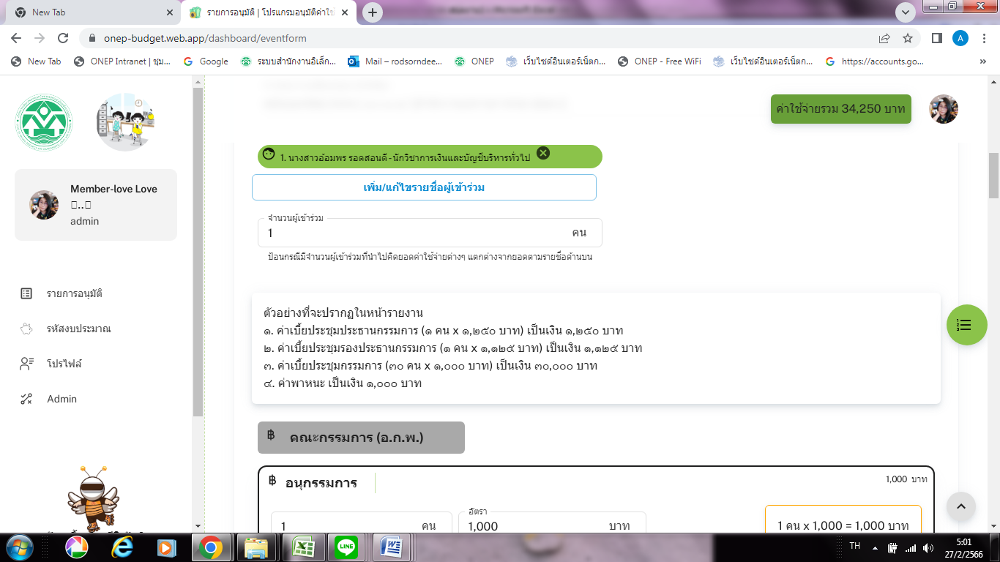 New Tab
รายการอนุมัติ | โปรแกรมอนุมัติค่าใช้
onep-budget.web.app/dashboard/eventform
A
New Tab
ONEP Intranet | ชุม...
Google
ระบบสำนักงานอิเล็ก...
Mail – rodsorndee...
ONEP
เว็บไซต์อินเตอร์เน็ตก...
ONEP - Free WiFi
เว็บไซต์อินเตอร์เน็ตก...
https://accounts.go...
»
ค่าใช้จ่ายรวม 34,250 บาท
Member-love Love
admin
รายการอนุมัติ
รหัสงบประมาณ
โปรไฟล์
Admin
1. นางสาวอ้อมพร รอดสอนดี - นักวิชาการเงินและบัญชีบริหารทั่วไป
เพิ่ม/แก้ไขรายชื่อผู้เข้าร่วม
จำนวนผู้เข้าร่วม
1 คน
ป้อนกรณีมีจำนวนผู้เข้าร่วมที่นำไปคิดยอดค่าใช้จ่ายต่างๆ แตกต่างจากยอดตามรายชื่อด้านบน
ตัวอย่างที่จะปรากฏในหน้ารายงาน
๑. ค่าเบี้ยประชุมประธานกรรมการ (๑ คน x ๑,๒๕๐ บาท) เป็นเงิน ๑,๒๕๐ บาท
๒. ค่าเบี้ยประชุมรองประธานกรรมการ (๑ คน x ๑,๑๒๕ บาท) เป็นเงิน ๑,๑๒๕ บาท
๓. ค่าเบี้ยประชุมกรรมการ (๓๐ คน x ๑,๐๐๐ บาท) เป็นเงิน ๓๐,๐๐๐ บาท
๔. ค่าพาหนะ เป็นเงิน ๑,๐๐๐ บาท
฿ คณะกรรมการ (อ.ก.พ.)
฿ อนุกรรมการ
1,000 บาท
1 คน
อัตรา
1,000 บาท
1 คน x 1,000 = 1,000 บาท
TH
5:01
27/2/2566